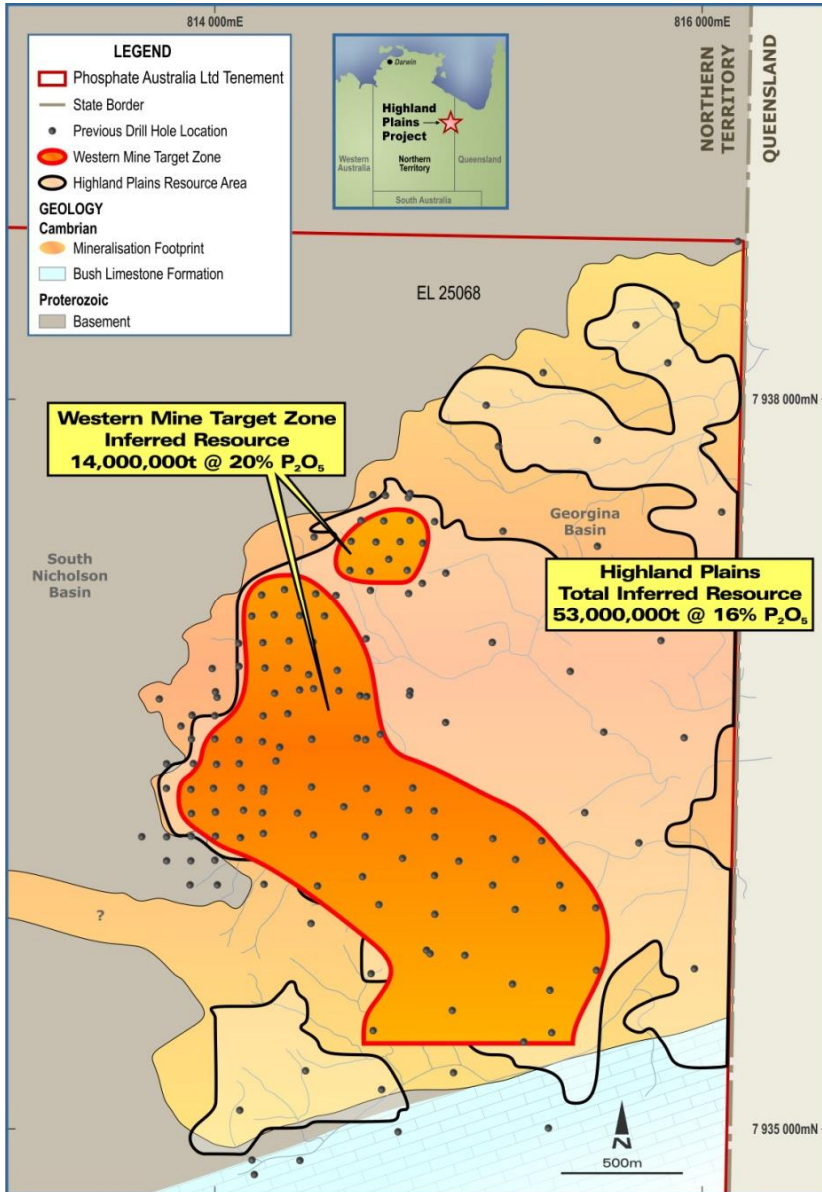 814 000mE
816 000mE
LEGEND
Phosphate Australia Ltd Tenement
State Border
Previous Drill Hole Location
Western Mine Target Zone
Highland Plains Resource Area
GEOLOGY
Cambrian
Mineralisation Footprint
Bush Limestone Formation
Proterozoic
Basement
Darwin
Highland
Plains
Project
Western
Australia
Northern
Territory
Queensland
South Australia
NORTHERN
TERRITORY
QUEENSLAND
EL 25068
7 938 000mN
Western Mine Target Zone
Inferred Resource
14,000,000t @ 20% P₂O₅
Georgina
Basin
South
Nicholson
Basin
Highland Plains
Total Inferred Resource
53,000,000t @ 16% P₂O₅
?
7 935 000mN
N
500m